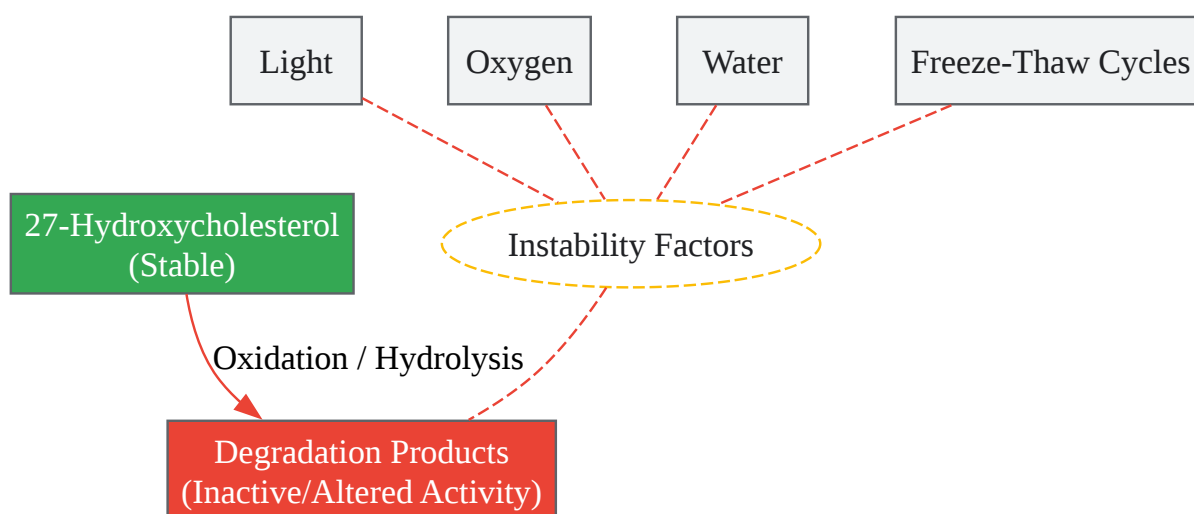 Light
Oxygen
Water
Freeze-Thaw Cycles
27-Hydroxycholesterol
(Stable)
Instability Factors
Oxidation / Hydrolysis
Degradation Products
(Inactive/Altered Activity)